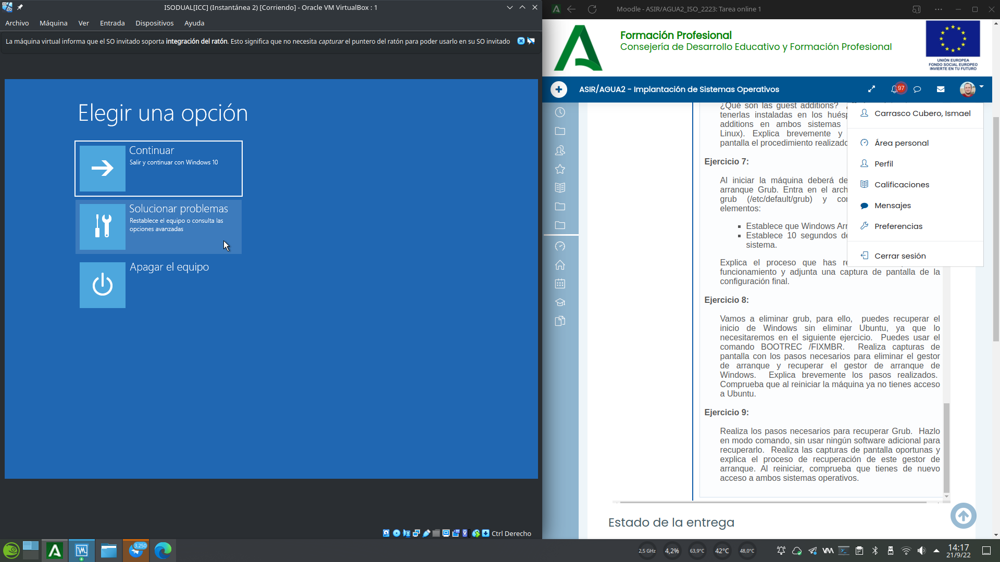 ISODUAL[ICC] (Instantánea 2) [Corriendo] - Oracle VM VirtualBox : 1
Archivo Máquina Ver Entrada Dispositivos Ayuda
La máquina virtual informa que el SO invitado soporta integración del ratón. Esto significa que no necesita capturar el puntero del ratón para poder usarlo en su SO invitado
Elegir una opción
Continuar
Salir y continuar con Windows 10
Solucionar problemas
Restablece el equipo o consulta las
opciones avanzadas
Apagar el equipo
Ctrl Derecho
Moodle - ASIR/AGUA2_ISO_2223: Tarea online 1
Formación Profesional
Consejería de Desarrollo Educativo y Formación Profesional
UNIÓN EUROPEA
FONDO SOCIAL EUROPEO
INVIERTE EN TU FUTURO
ASIR/AGUA2 - Implantación de Sistemas Operativos
97
¿Qué son las guest additions?
tenerlas instaladas en los huésp
additions en ambos sistemas
Linux). Explica brevemente y
pantalla el procedimiento realizado
Ejercicio 7:
Al iniciar la máquina deberá de
arranque Grub. Entra en el arch
grub (/etc/default/grub) y con
elementos:
Establece que Windows Arr
Establece 10 segundos de
sistema.
Explica el proceso que has re
funcionamiento y adjunta una captura de pantalla de la
configuración final.
Carrasco Cubero, Ismael
Área personal
Perfil
Calificaciones
Mensajes
Preferencias
Cerrar sesión
Ejercicio 8:
Vamos a eliminar grub, para ello, puedes recuperar el
inicio de Windows sin eliminar Ubuntu, ya que lo
necesitaremos en el siguiente ejercicio. Puedes usar el
comando BOOTREC /FIXMBR. Realiza capturas de
pantalla con los pasos necesarios para eliminar el gestor
de arranque y recuperar el gestor de arranque de
Windows. Explica brevemente los pasos realizados.
Comprueba que al reiniciar la máquina ya no tienes acceso
a Ubuntu.
Ejercicio 9:
Realiza los pasos necesarios para recuperar Grub. Hazlo
en modo comando, sin usar ningún software adicional para
recuperarlo. Realiza las capturas de pantalla oportunas y
explica el proceso de recuperación de este gestor de
arranque. Al reiniciar, comprueba que tienes de nuevo
acceso a ambos sistemas operativos.
Estado de la entrega
3.250
2,5 GHz
4,2%
63,9°C
42°C
48,0°C
14:17
21/9/22